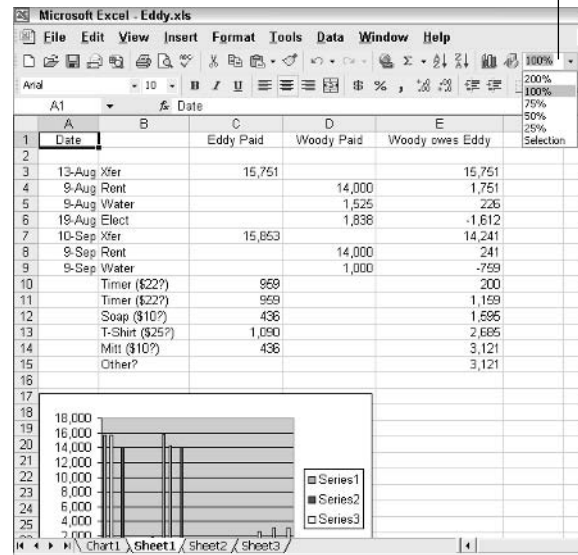 Microsoft Excel - Eddy.xls
File Edit View Insert Format Tools Data Window Help
100%
Arial 10 B I U $ % ,
200%
100%
75%
50%
25%
Selection
A1 fx Date
A B C D E
1 Date Eddy Paid Woody Paid Woody owes Eddy
2
3 13-Aug Xfer 15,751 15,751
4 9-Aug Rent 14,000 1,751
5 9-Aug Water 1,525 226
6 19-Aug Elect 1,838 -1,612
7 10-Sep Xfer 15,853 14,241
8 9-Sep Rent 14,000 241
9 9-Sep Water 1,000 -759
10 Timer ($22?) 959 200
11 Timer ($22?) 959 1,159
12 Soap ($10?) 436 1,595
13 T-Shirt ($25?) 1,090 2,685
14 Mitt ($10?) 436 3,121
15 Other? 3,121
16
17
18 18,000
19 16,000
20 14,000
21 12,000
22 10,000 Series1
23 8,000 Series2
24 6,000 Series3
25 4,000
2,000
Chart1 Sheet1 Sheet2 Sheet3